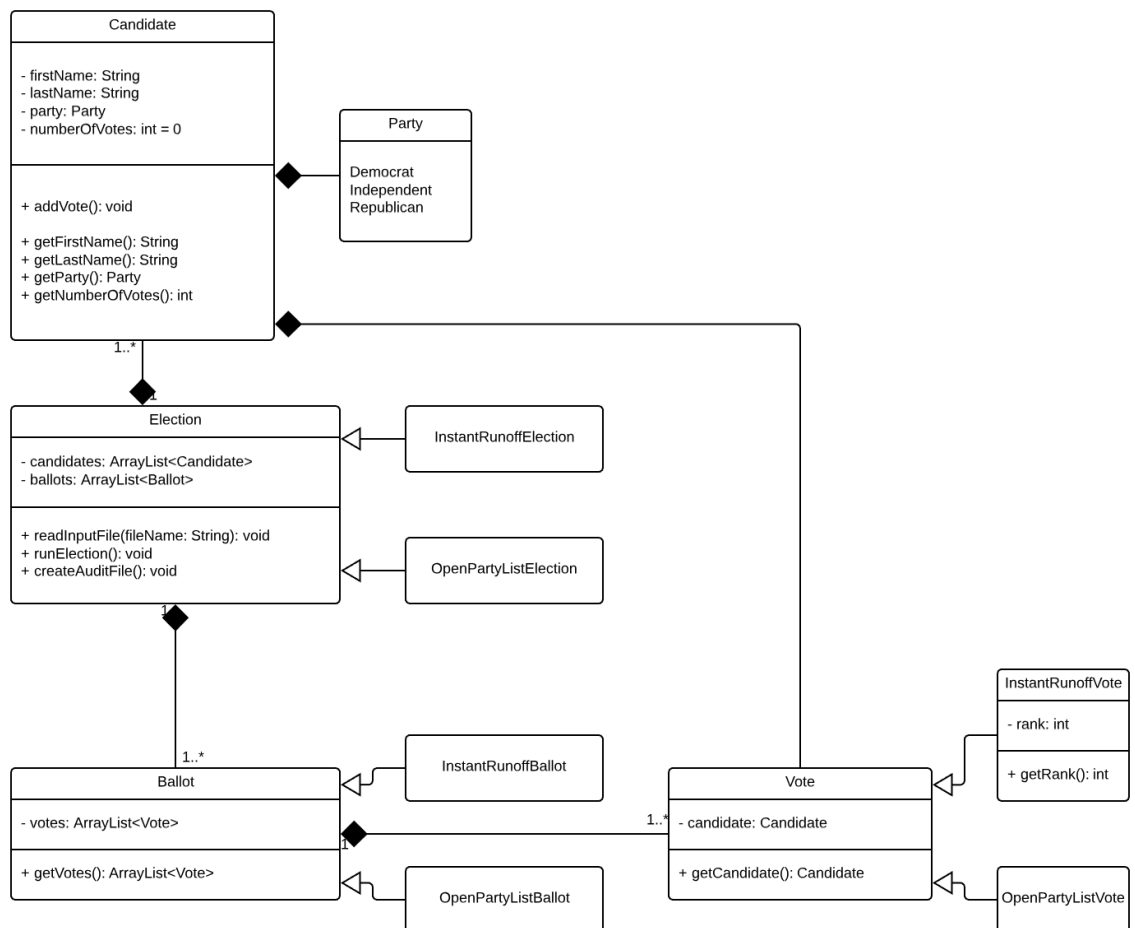 Candidate
- firstName: String
- lastName: String
- party: Party
- numberOfVotes: int = 0
+ addVote(): void
+ getFirstName(): String
+ getLastName(): String
+ getParty(): Party
+ getNumberOfVotes(): int
Party
Democrat
Independent
Republican
1..*
1
Election
- candidates: ArrayList<Candidate>
- ballots: ArrayList<Ballot>
+ readInputFile(fileName: String): void
+ runElection(): void
+ createAuditFile(): void
InstantRunoffElection
OpenPartyListElection
1
1..*
Ballot
- votes: ArrayList<Vote>
+ getVotes(): ArrayList<Vote>
InstantRunoffBallot
OpenPartyListBallot
1
1..*
Vote
- candidate: Candidate
+ getCandidate(): Candidate
InstantRunoffVote
- rank: int
+ getRank(): int
OpenPartyListVote